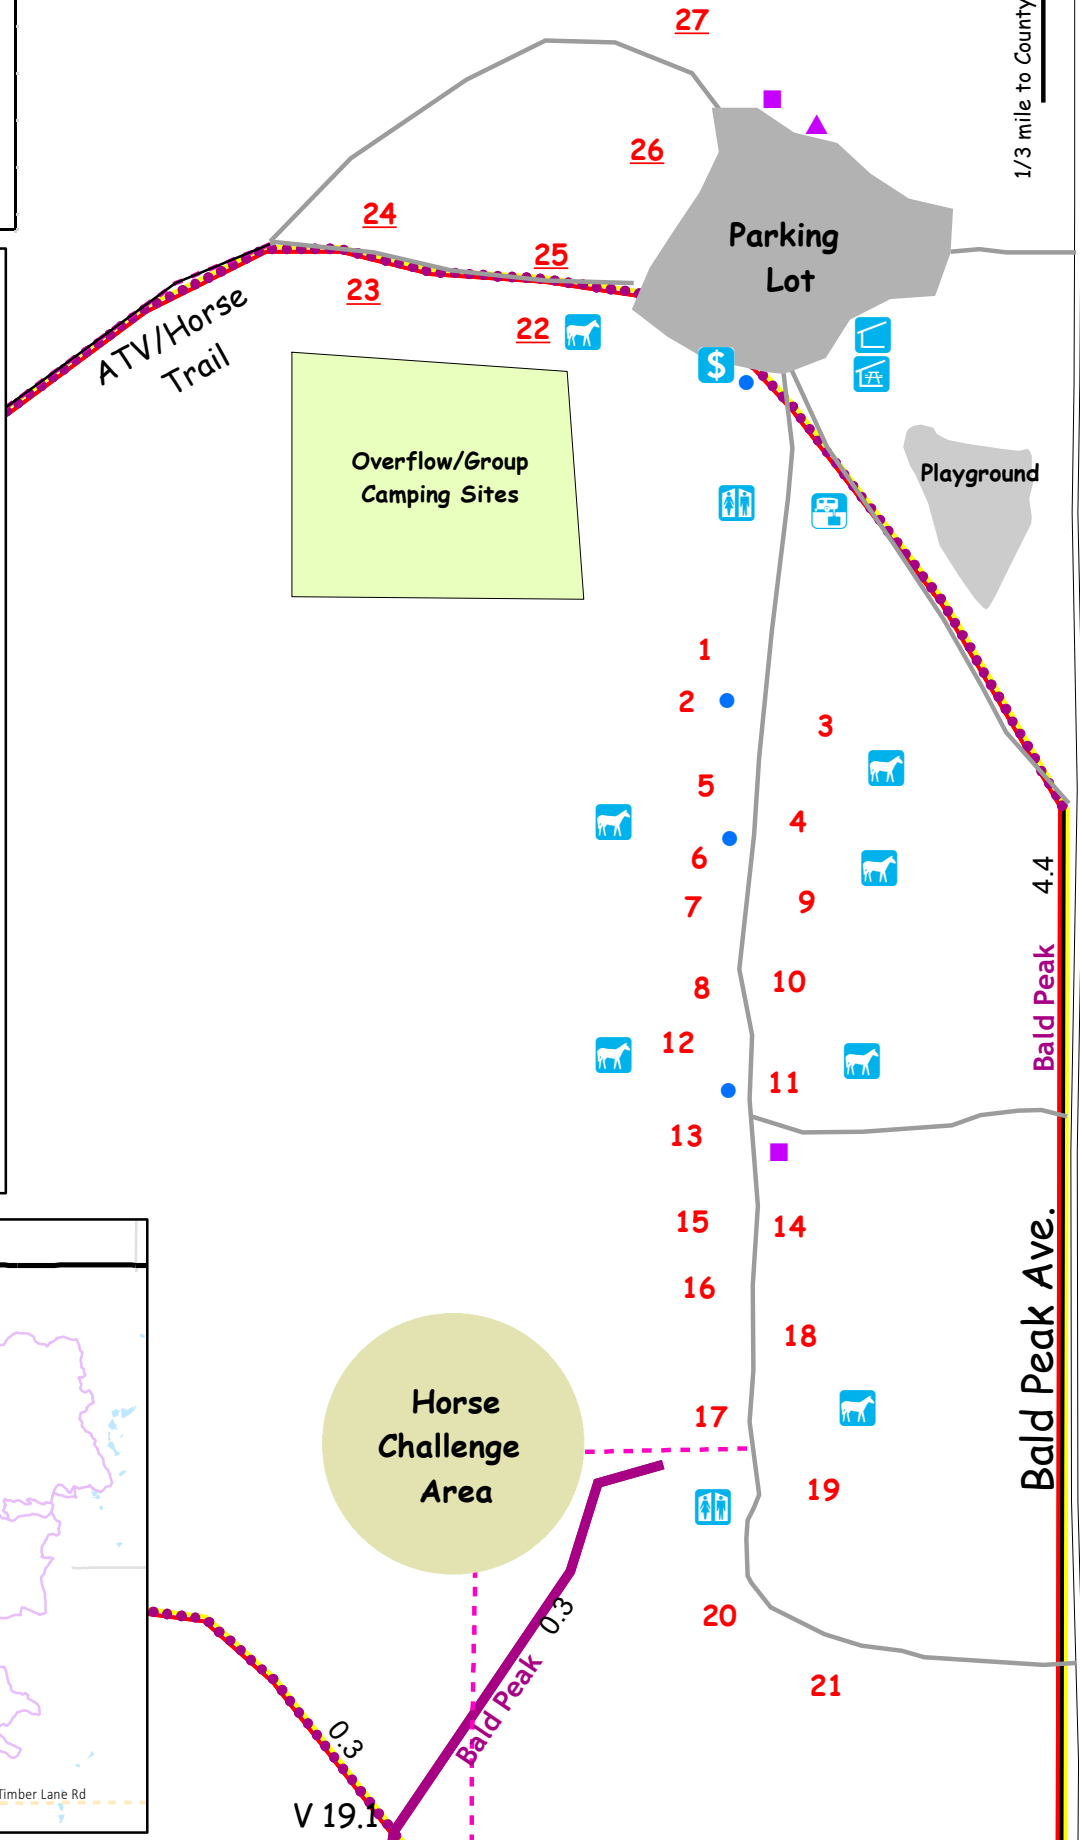 27
1/3 mile to County
26
24
25
23
22
Parking
Lot
ATV/Horse
Trail
$
Overflow/Group
Camping Sites
Playground
1
2
3
5
4
6
7
9
8
10
12
11
13
15
14
16
18
17
19
20
21
4.4
Bald Peak
Bald Peak Ave.
Horse
Challenge
Area
0.3
Bald Peak
0.3
V 19.1
Timber Lane Rd